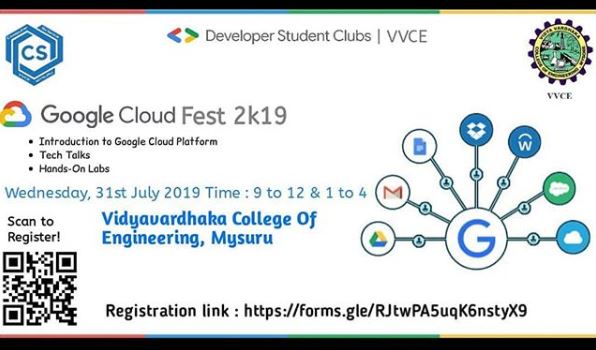 CS
Developer Student Clubs | VVCE
VVCE
Google Cloud Fest 2k19
• Introduction to Google Cloud Platform
• Tech Talks
• Hands-On Labs
Wednesday, 31st July 2019 Time : 9 to 12 & 1 to 4
Scan to
Register!
Vidyavardhaka College Of
Engineering, Mysuru
Registration link : https://forms.gle/RJtwPA5uqK6nstyX9